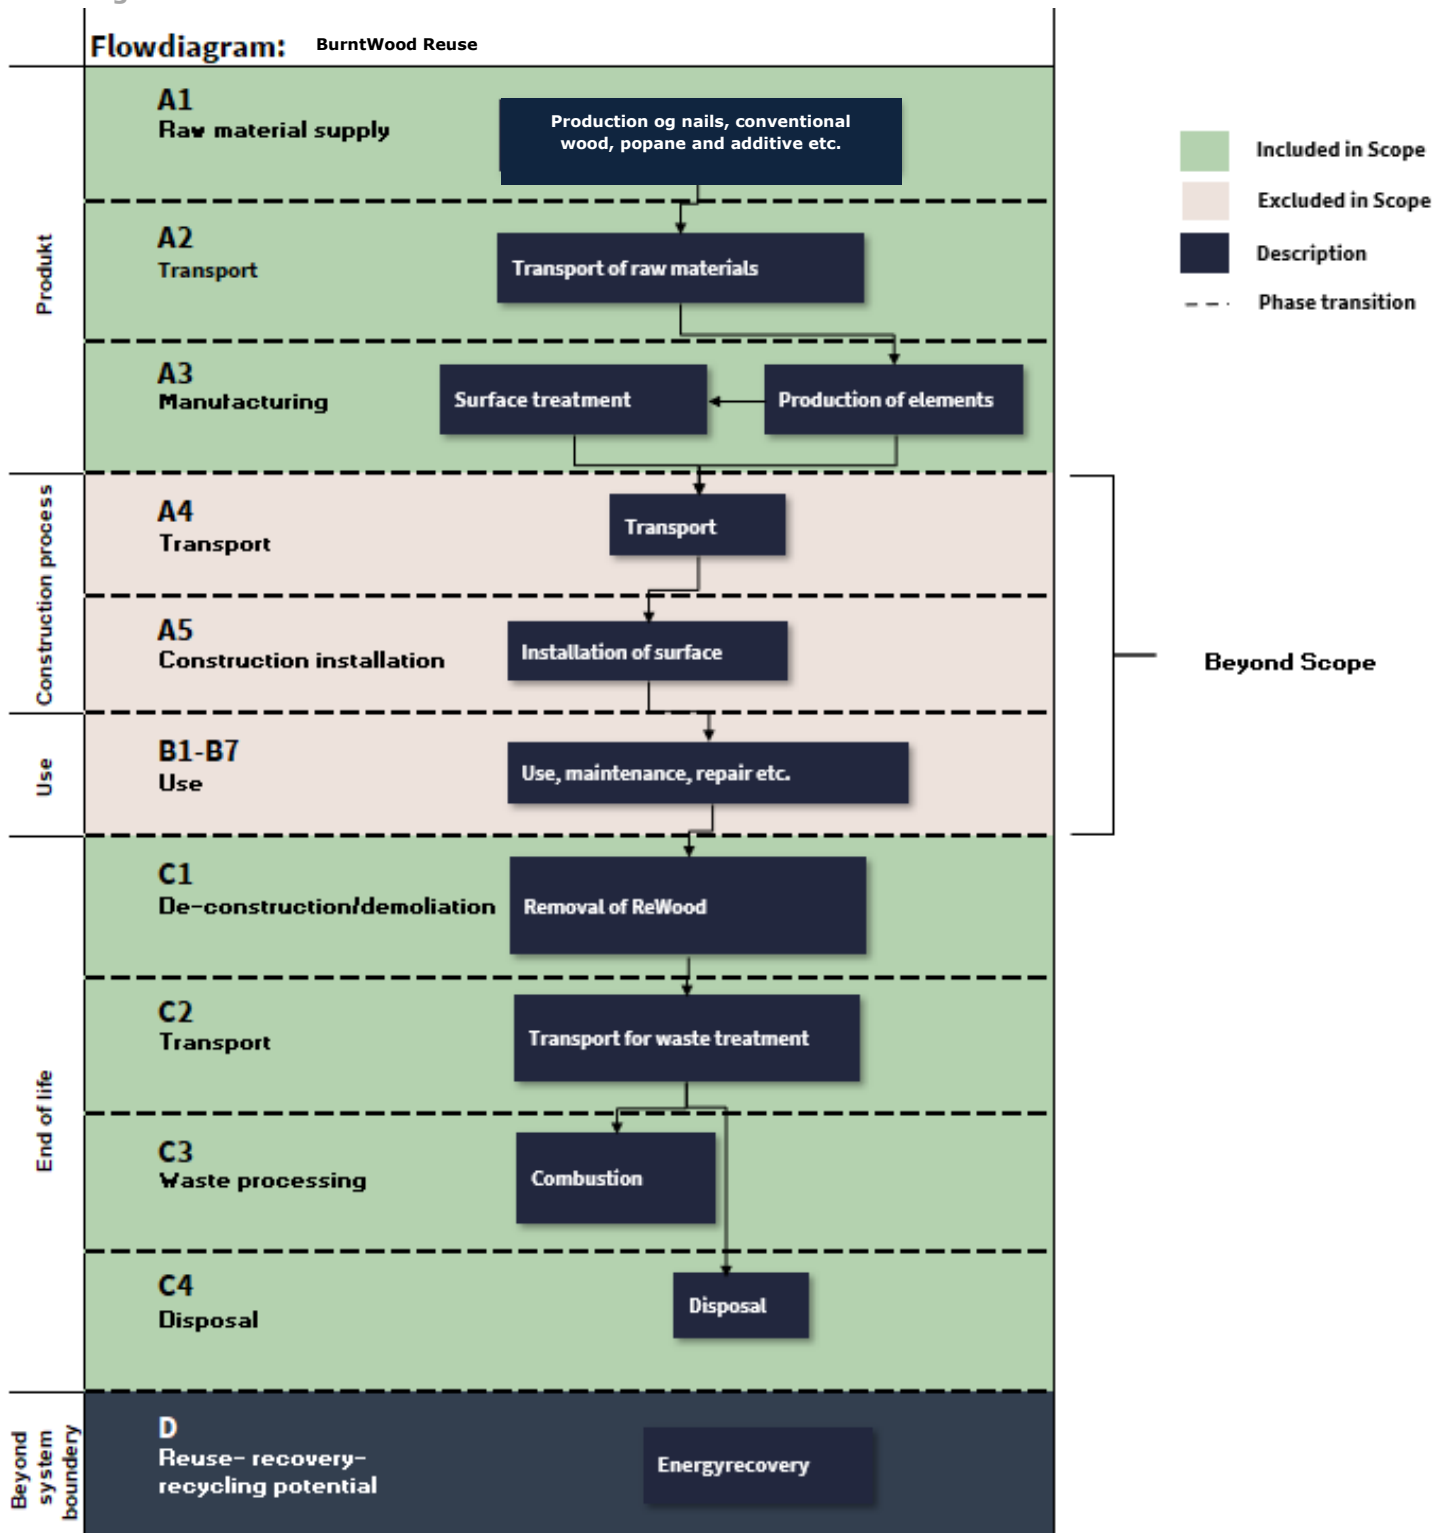 Flowdiagram: BurntWood Reuse
Produkt
A1
Raw material supply
Production og nails, conventional
wood, popane and additive etc.
A2
Transport
Transport of raw materials
A3
Manufacturing
Surface treatment
Production of elements
Construction process
A4
Transport
Transport
A5
Construction installation
Installation of surface
Use
B1-B7
Use
Use, maintenance, repair etc.
End of life
C1
De-construction/demoliation
Removal of ReWood
C2
Transport
Transport for waste treatment
C3
Waste processing
Combustion
C4
Disposal
Disposal
Beyond
system
boundery
D
Reuse- recovery-
recycling potential
Energyrecovery
Included in Scope
Excluded in Scope
Description
Phase transition
Beyond Scope